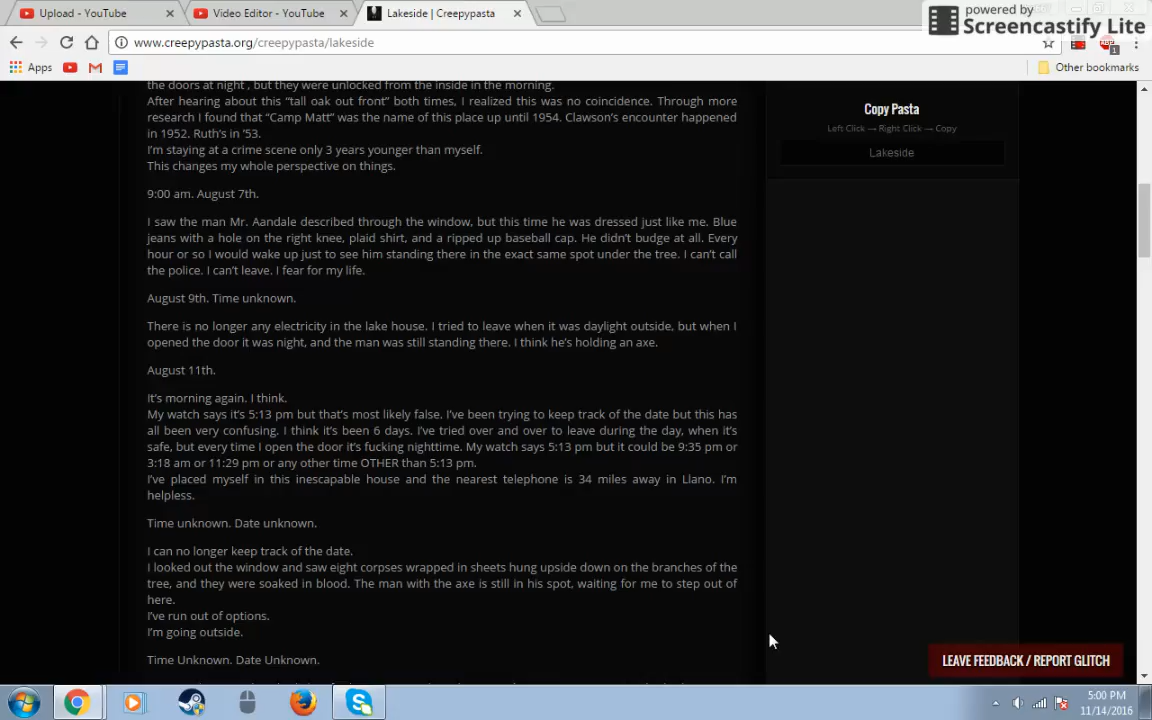 Upload - YouTube
Video Editor - YouTube
Lakeside | Creepypasta
powered by
Screencastify Lite
www.creepypasta.org/creepypasta/lakeside
1
Apps
Other bookmarks
the doors at night , but they were unlocked from the inside in the morning.
After hearing about this “tall oak out front” both times, I realized this was no coincidence. Through more
research I found that “Camp Matt” was the name of this place up until 1954. Clawson’s encounter happened
in 1952. Ruth’s in ’53.
I’m staying at a crime scene only 3 years younger than myself.
This changes my whole perspective on things.
9:00 am. August 7th.
I saw the man Mr. Aandale described through the window, but this time he was dressed just like me. Blue
jeans with a hole on the right knee, plaid shirt, and a ripped up baseball cap. He didn’t budge at all. Every
hour or so I would wake up just to see him standing there in the exact same spot under the tree. I can’t call
the police. I can’t leave. I fear for my life.
August 9th. Time unknown.
There is no longer any electricity in the lake house. I tried to leave when it was daylight outside, but when I
opened the door it was night, and the man was still standing there. I think he’s holding an axe.
August 11th.
It’s morning again. I think.
My watch says it’s 5:13 pm but that’s most likely false. I’ve been trying to keep track of the date but this has
all been very confusing. I think it’s been 6 days. I’ve tried over and over to leave during the day, when it’s
safe, but every time I open the door it’s fucking nighttime. My watch says 5:13 pm but it could be 9:35 pm or
3:18 am or 11:29 pm or any other time OTHER than 5:13 pm.
I’ve placed myself in this inescapable house and the nearest telephone is 34 miles away in Llano. I’m
helpless.
Time unknown. Date unknown.
I can no longer keep track of the date.
I looked out the window and saw eight corpses wrapped in sheets hung upside down on the branches of the
tree, and they were soaked in blood. The man with the axe is still in his spot, waiting for me to step out of
here.
I’ve run out of options.
I’m going outside.
Time Unknown. Date Unknown.
Copy Pasta
Left Click → Right Click → Copy
Lakeside
LEAVE FEEDBACK / REPORT GLITCH
5:00 PM
11/14/2016